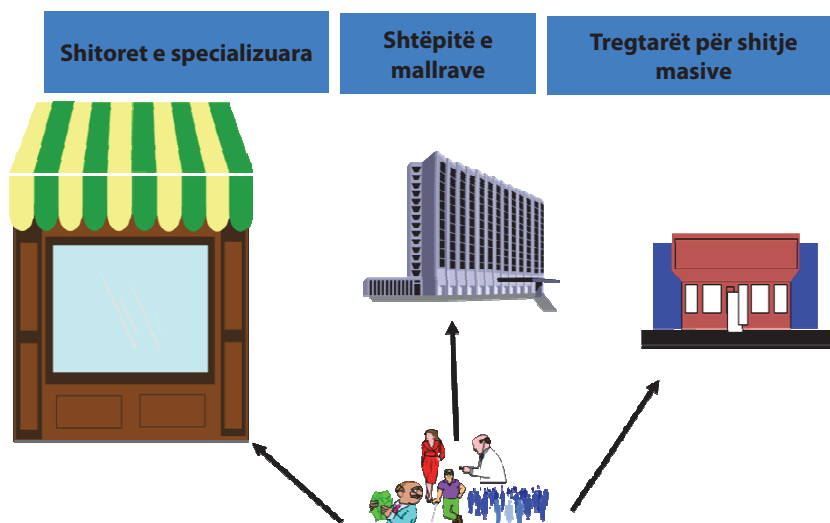 Shitoret e specializuara
Shtëpitë e
mallrave
Tregtarët për shitje
masive